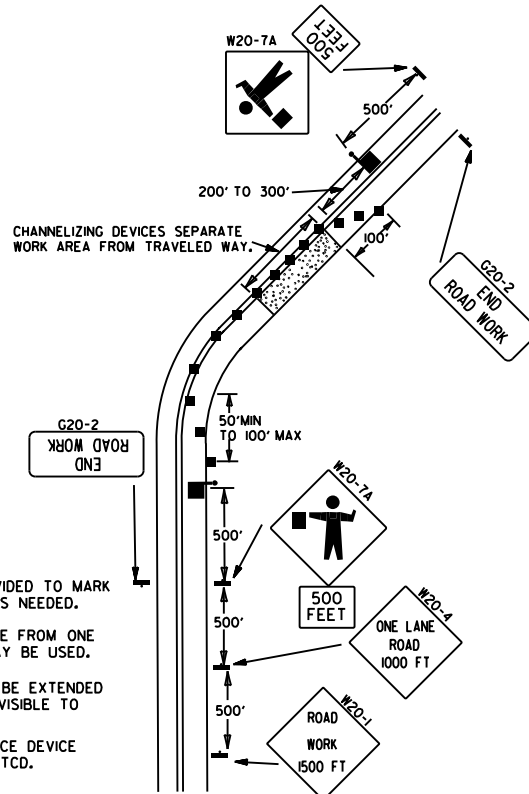 500
FEET
W20-7A
500'
200' TO 300'
CHANNELIZING DEVICES SEPARATE
WORK AREA FROM TRAVELED WAY.
100'
G20-2
END
ROAD WORK
50'MIN
TO 100' MAX
G20-2
END
ROAD WORK
W20-7A
500'
500
FEET
VIDED TO MARK
S NEEDED.
W20-4
ONE LANE
ROAD
1000 FT
500'
E FROM ONE
AY BE USED.
BE EXTENDED
VISIBLE TO
W20-1
ROAD
WORK
1500 FT
500'
CE DEVICE
TCD.